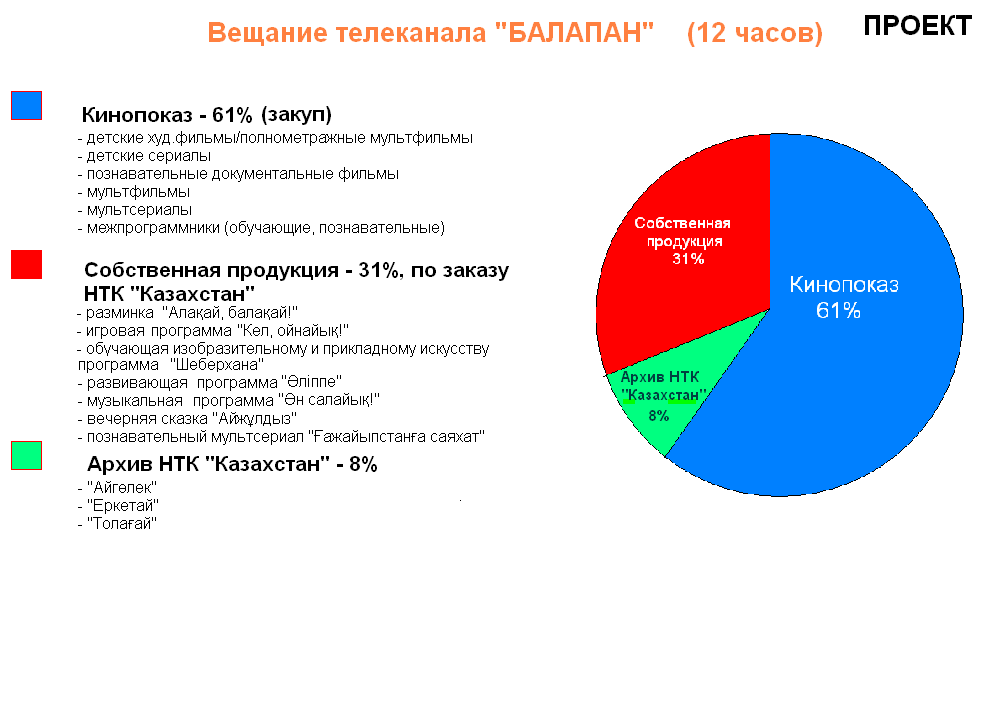 Вещание телеканала "БАЛАПАН" (12 часов)
ПРОЕКТ
Кинопоказ - 61% (закуп)
- детские худ.фильмы/полнометражные мультфильмы
- детские сериалы
- познавательные документальные фильмы
- мультфильмы
- мультсериалы
- межпрограммники (обучающие, познавательные)
Собственная продукция - 31%, по заказу
НТК "Казахстан"
- разминка "Алақай, балақай!"
- игровая программа "Кел, ойнайық!"
- обучающая изобразительному и прикладному искусству
программа "Шеберхана"
- развивающая программа "Әліппе"
- музыкальная программа "Ән салайық!"
- вечерняя сказка "Айжұлдыз"
- познавательный мультсериал "Ғажайыпстанға саяхат"
Архив НТК "Казахстан" - 8%
- "Айгөлек"
- "Еркетай"
- "Толағай"
Собственная
продукция
31%
Кинопоказ
61%
Архив НТК
"Казахстан"
8%